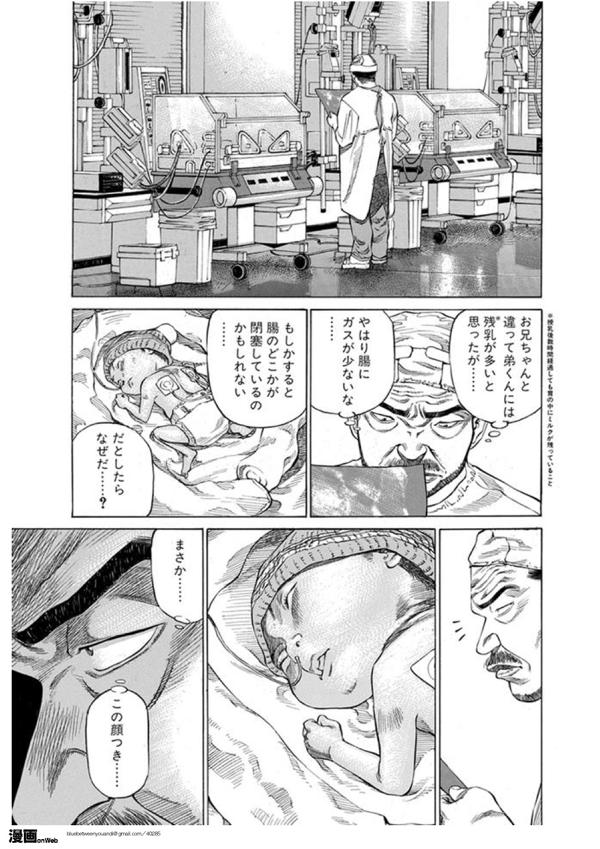 ※授乳後数時間経過しても胃の中にミルクが残っていること
お兄ちゃんと
違って弟くんには
残乳が多いと*
思ったが……
やはり腸に
ガスが少ないな
……
もしかすると
腸のどこかが
閉塞しているの
かもしれない
……
だとしたら
なぜだ……?
まさか……
この顔つき……
漫画onWeb
bluebetweenyouandi@gmail.com/40285